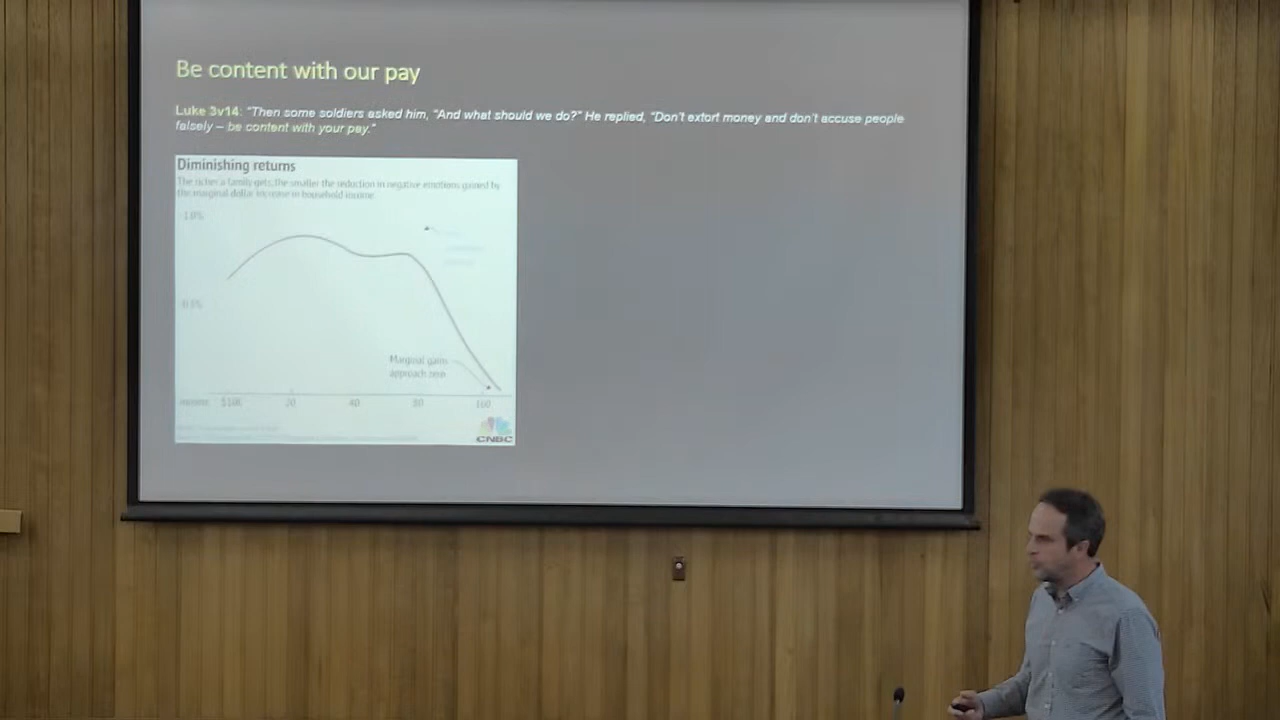 Be content with our pay
Luke 3v14: "Then some soldiers asked him, "And what should we do?" He replied, "Don't extort money and don't accuse people
falsely – be content with your pay."
Diminishing returns
The richer a family gets, the smaller the reduction in negative emotions gained by
the marginal dollar increase in household income
1.0%
0.5%
Marginal gains
approach zero
Income: $10K 20 40 80 160
CNBC